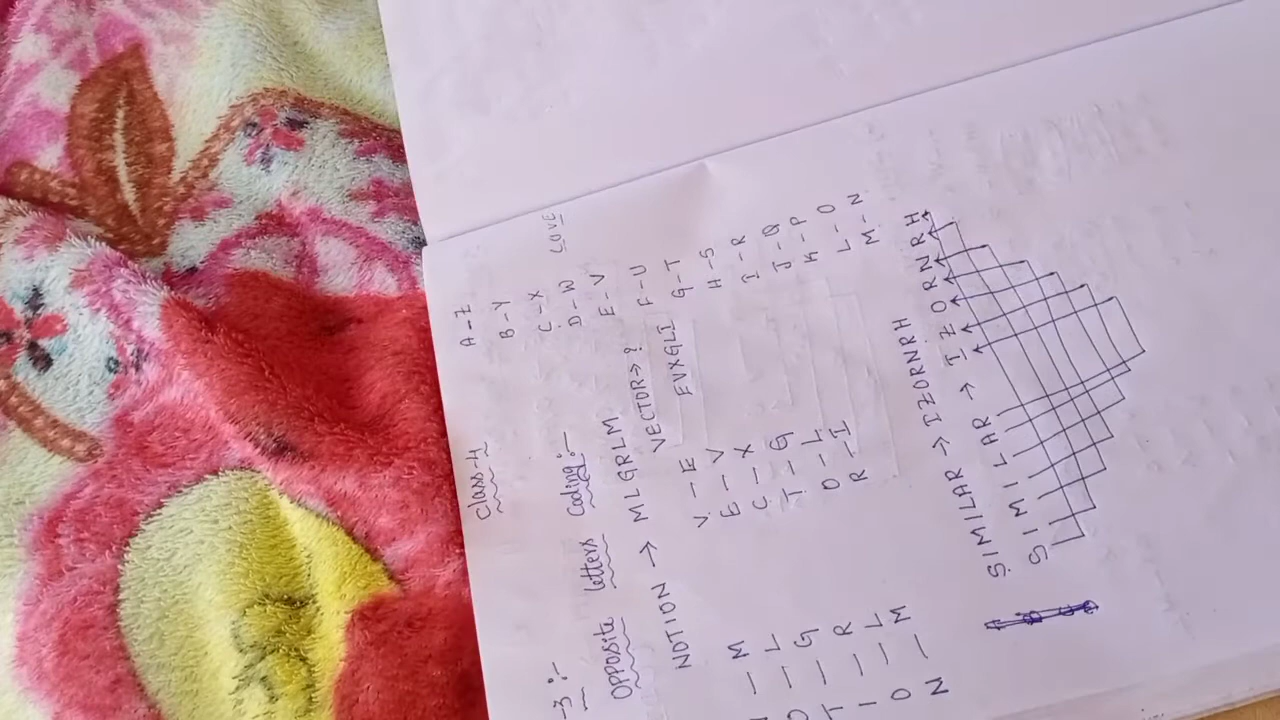 Class-4
-3 :-
OPPOSITE letters Coding:-
NOTION → MLGRLM
VECTOR → ?
EVXGLI
LOVE
A-Z
B-Y
C-X
D-W
E-V
F-U
G-T
H-S
I-R
J-Q
K-P
L-O
M-N
— M
O — L
T — G
I — R
O — L
N — M
V — E
E — V
C — X
T — G
O — L
R — I
SIMILAR → IZORNRH
SIMILAR → IZORNRH